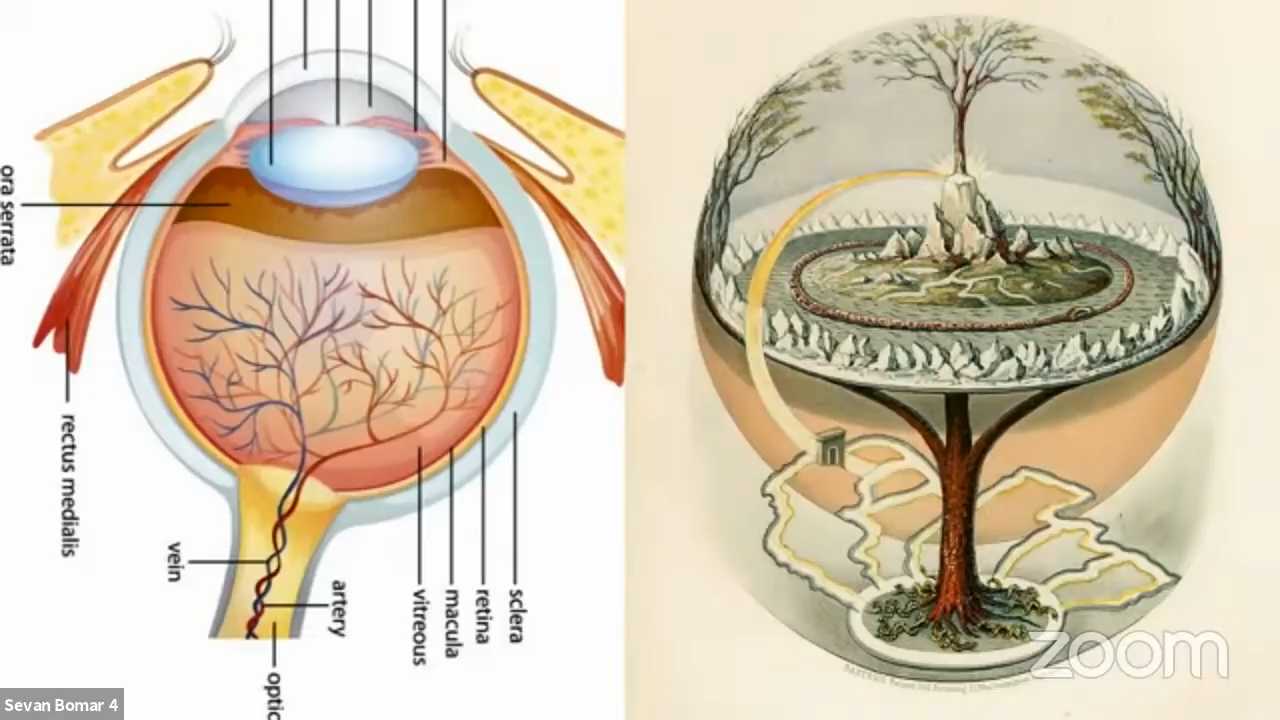 ora serrata
rectus medialis
vein
artery
optic
vitreous
macula
retina
sclera
zoom
Sevan Bomar 4